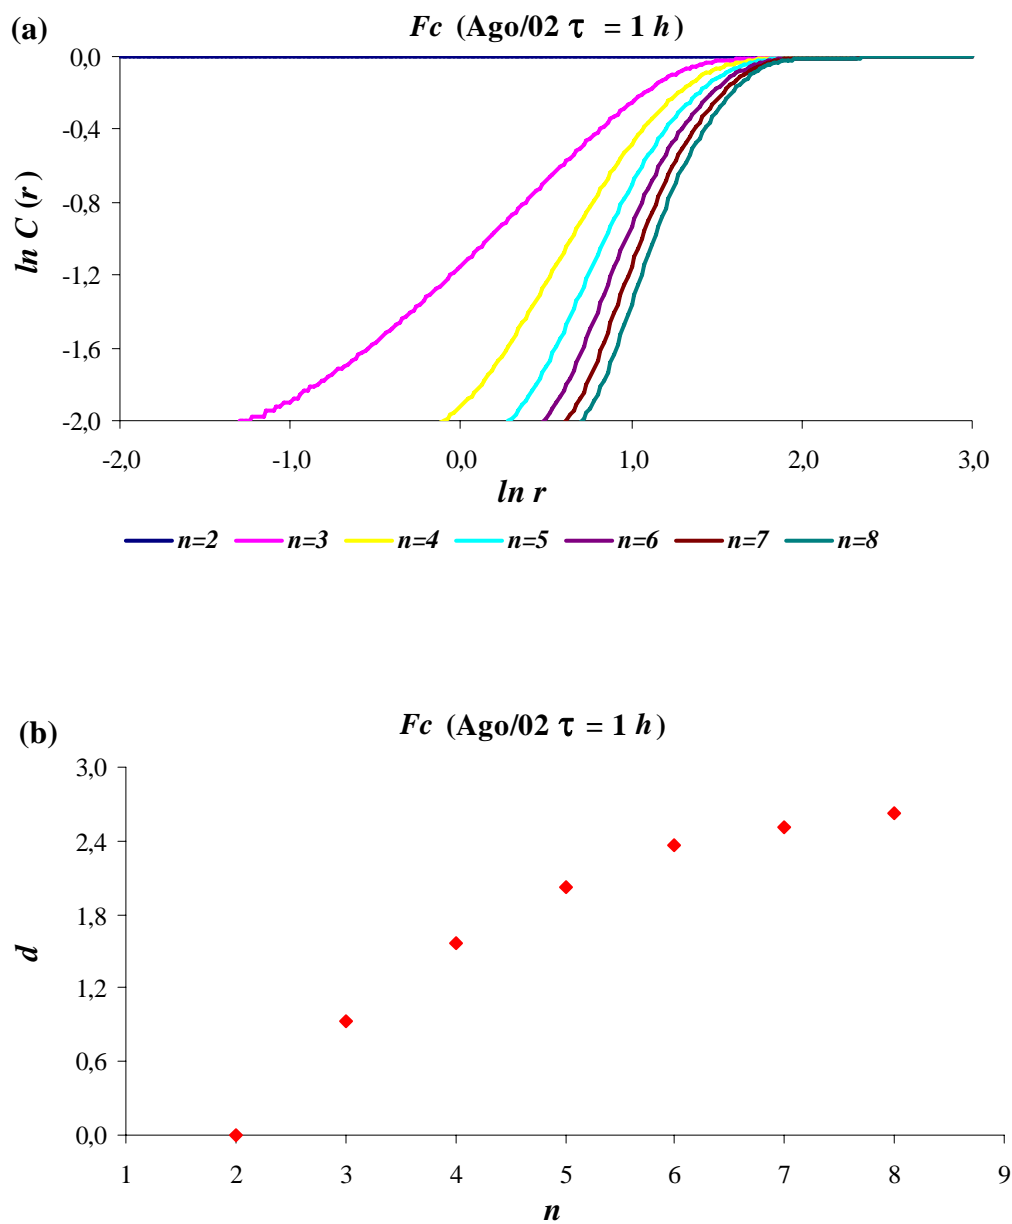 (a)
Fc (Ago/02 τ = 1 h)
0,0
-0,4
-0,8
-1,2
-1,6
-2,0
ln C (r)
-2,0 -1,0 0,0 1,0 2,0 3,0
ln r
n=2 n=3 n=4 n=5 n=6 n=7 n=8
(b)
Fc (Ago/02 τ = 1 h)
3,0
2,4
1,8
1,2
0,6
0,0
d
1 2 3 4 5 6 7 8 9
n